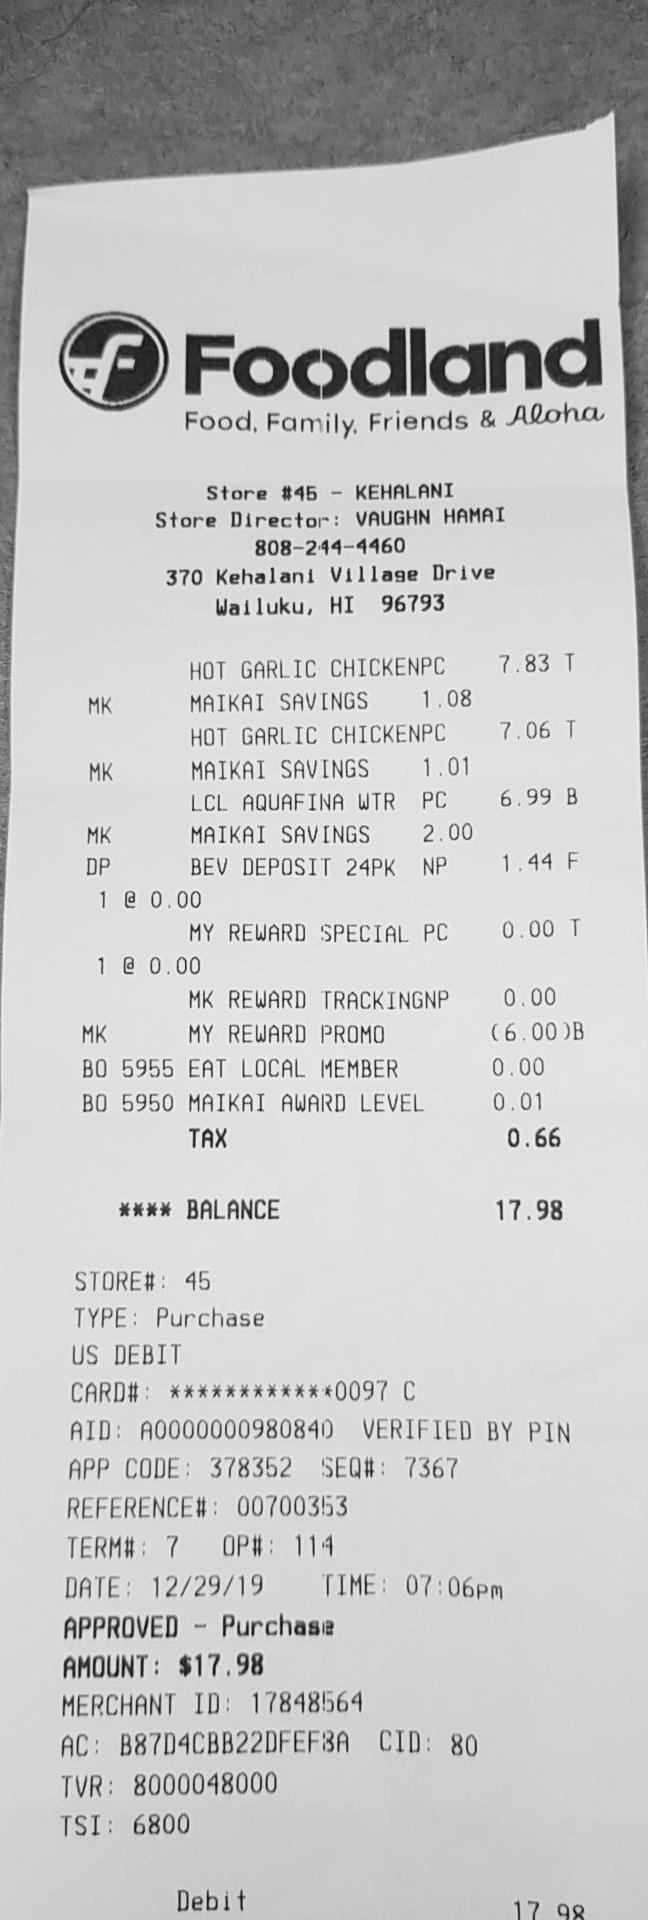 Foodland
Food, Family, Friends & Aloha
Store #45 - KEHALANI
Store Director: VAUGHN HAMAI
808-244-4460
370 Kehalani Village Drive
Wailuku, HI 96793
HOT GARLIC CHICKENPC 7.83 T
MK MAIKAI SAVINGS 1.08
HOT GARLIC CHICKENPC 7.06 T
MK MAIKAI SAVINGS 1.01
LCL AQUAFINA WTR PC 6.99 B
MK MAIKAI SAVINGS 2.00
DP BEV DEPOSIT 24PK NP 1.44 F
1 @ 0.00
MY REWARD SPECIAL PC 0.00 T
1 @ 0.00
MK REWARD TRACKINGNP 0.00
MK MY REWARD PROMO (6.00)B
BO 5955 EAT LOCAL MEMBER 0.00
BO 5950 MAIKAI AWARD LEVEL 0.01
TAX 0.66
**** BALANCE 17.98
STORE#: 45
TYPE: Purchase
US DEBIT
CARD#: ************0097 C
AID: A0000000980840 VERIFIED BY PIN
APP CODE: 378352 SEQ#: 7367
REFERENCE#: 00700353
TERM#: 7 OP#: 114
DATE: 12/29/19 TIME: 07:06pm
APPROVED - Purchase
AMOUNT: $17.98
MERCHANT ID: 17848564
AC: B87D4CBB22DFEF8A CID: 80
TVR: 8000048000
TSI: 6800
Debit 17.98